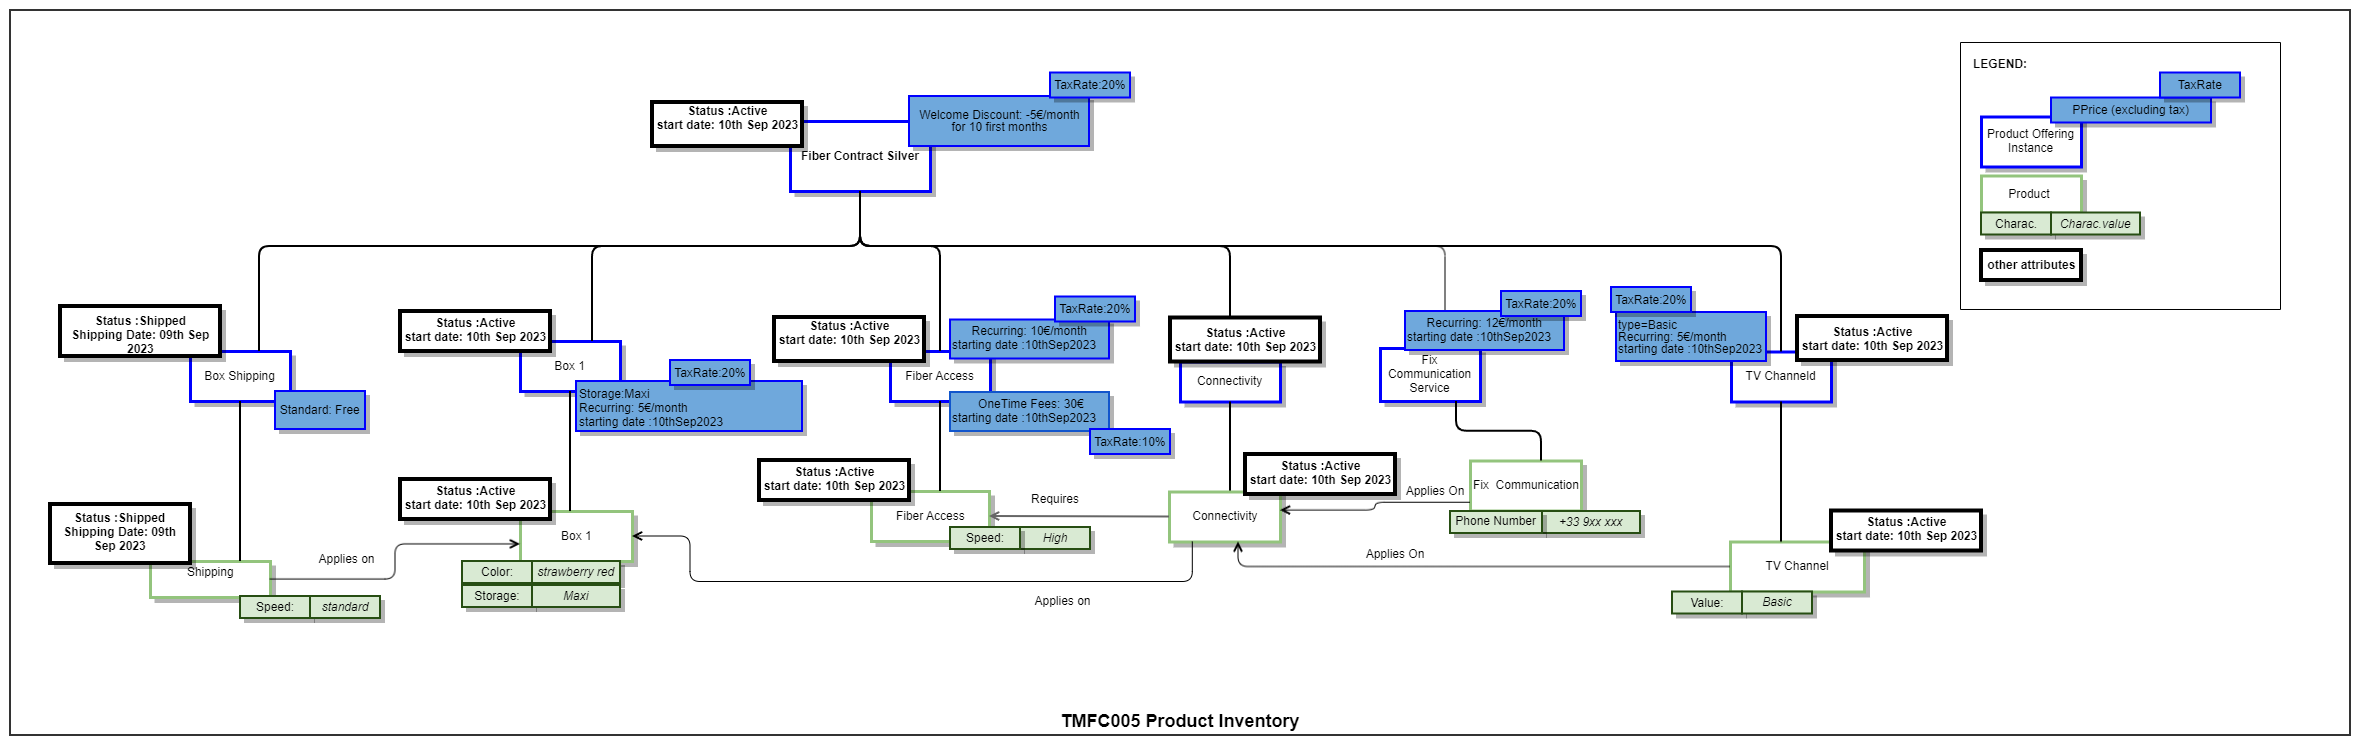 LEGEND:
TaxRate
PPrice (excluding tax)
Product Offering
Instance
Product
Charac.
Charac.value
other attributes
TaxRate:20%
Status :Active
start date: 10th Sep 2023
Welcome Discount: -5€/month
for 10 first months
Fiber Contract Silver
Status :Shipped
Shipping Date: 09th Sep
2023
Box Shipping
Standard: Free
Status :Active
start date: 10th Sep 2023
Box 1
TaxRate:20%
Storage:Maxi
Recurring: 5€/month
starting date :10thSep2023
Status :Active
start date: 10th Sep 2023
TaxRate:20%
Recurring: 10€/month
starting date :10thSep2023
Fiber Access
OneTime Fees: 30€
starting date :10thSep2023
TaxRate:10%
Status :Active
start date: 10th Sep 2023
Connectivity
TaxRate:20%
Recurring: 12€/month
starting date :10thSep2023
Fix
Communication
Service
TaxRate:20%
type=Basic
Recurring: 5€/month
starting date :10thSep2023
Status :Active
start date: 10th Sep 2023
TV Channeld
Status :Shipped
Shipping Date: 09th
Sep 2023
Shipping
Speed:
standard
Applies on
Status :Active
start date: 10th Sep 2023
Box 1
Color:
strawberry red
Storage:
Maxi
Status :Active
start date: 10th Sep 2023
Fiber Access
Speed:
High
Requires
Applies on
Status :Active
start date: 10th Sep 2023
Connectivity
Applies On
Fix Communication
Phone Number
+33 9xx xxx
Applies On
Status :Active
start date: 10th Sep 2023
TV Channel
Value:
Basic
TMFC005 Product Inventory